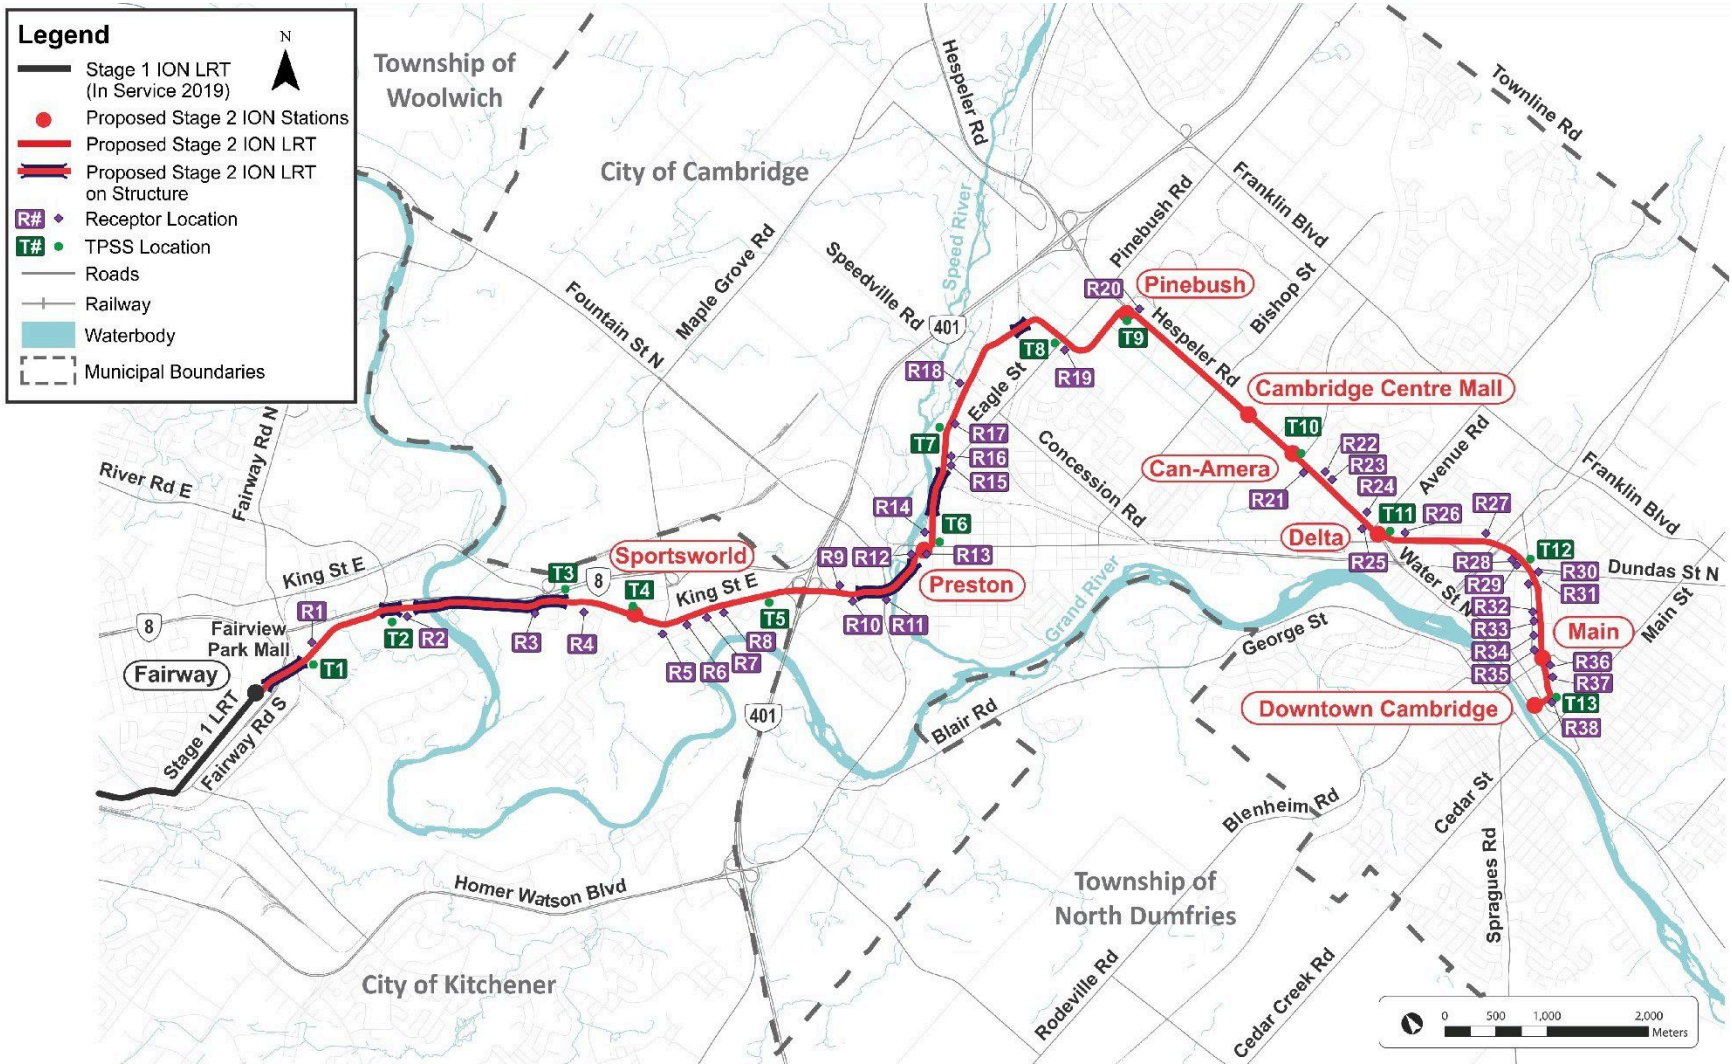 Legend
N
Stage 1 ION LRT
(In Service 2019)
Proposed Stage 2 ION Stations
Proposed Stage 2 ION LRT
Proposed Stage 2 ION LRT
on Structure
R#
Receptor Location
T#
TPSS Location
Roads
Railway
Waterbody
Municipal Boundaries
Township of
Woolwich
City of Cambridge
Hespeler Rd
Townline Rd
Franklin Blvd
Pinebush Rd
Bishop St
Speed River
Maple Grove Rd
Speedville Rd
Fountain St N
401
R20
Pinebush
T9
T8
R19
Hespeler Rd
R18
Eagle St
Cambridge Centre Mall
T10
Can-Amera
R22
R23
R24
R21
Avenue Rd
Franklin Blvd
T7
R17
R16
R15
Concession Rd
River Rd E
Fairway Rd N
R14
T6
R9
R12
R13
Preston
R10
R11
Delta
T11
R26
R27
R25
Water St N
R28
R29
T12
R30
R31
Dundas St N
R32
R33
R34
R35
Main
Main St
R36
R37
T13
R38
Downtown Cambridge
King St E
8
Sportsworld
T3
8
T4
King St E
T5
R1
Fairview
Park Mall
Fairway
T1
T2
R2
R3
R4
R5
R6
R7
R8
Stage 1 LRT
Fairway Rd S
401
Grand River
George St
Blair Rd
Blenheim Rd
Cedar St
Spragues Rd
Homer Watson Blvd
Township of
North Dumfries
City of Kitchener
Rodeville Rd
Cedar Creek Rd
0 500 1,000 2,000
Meters